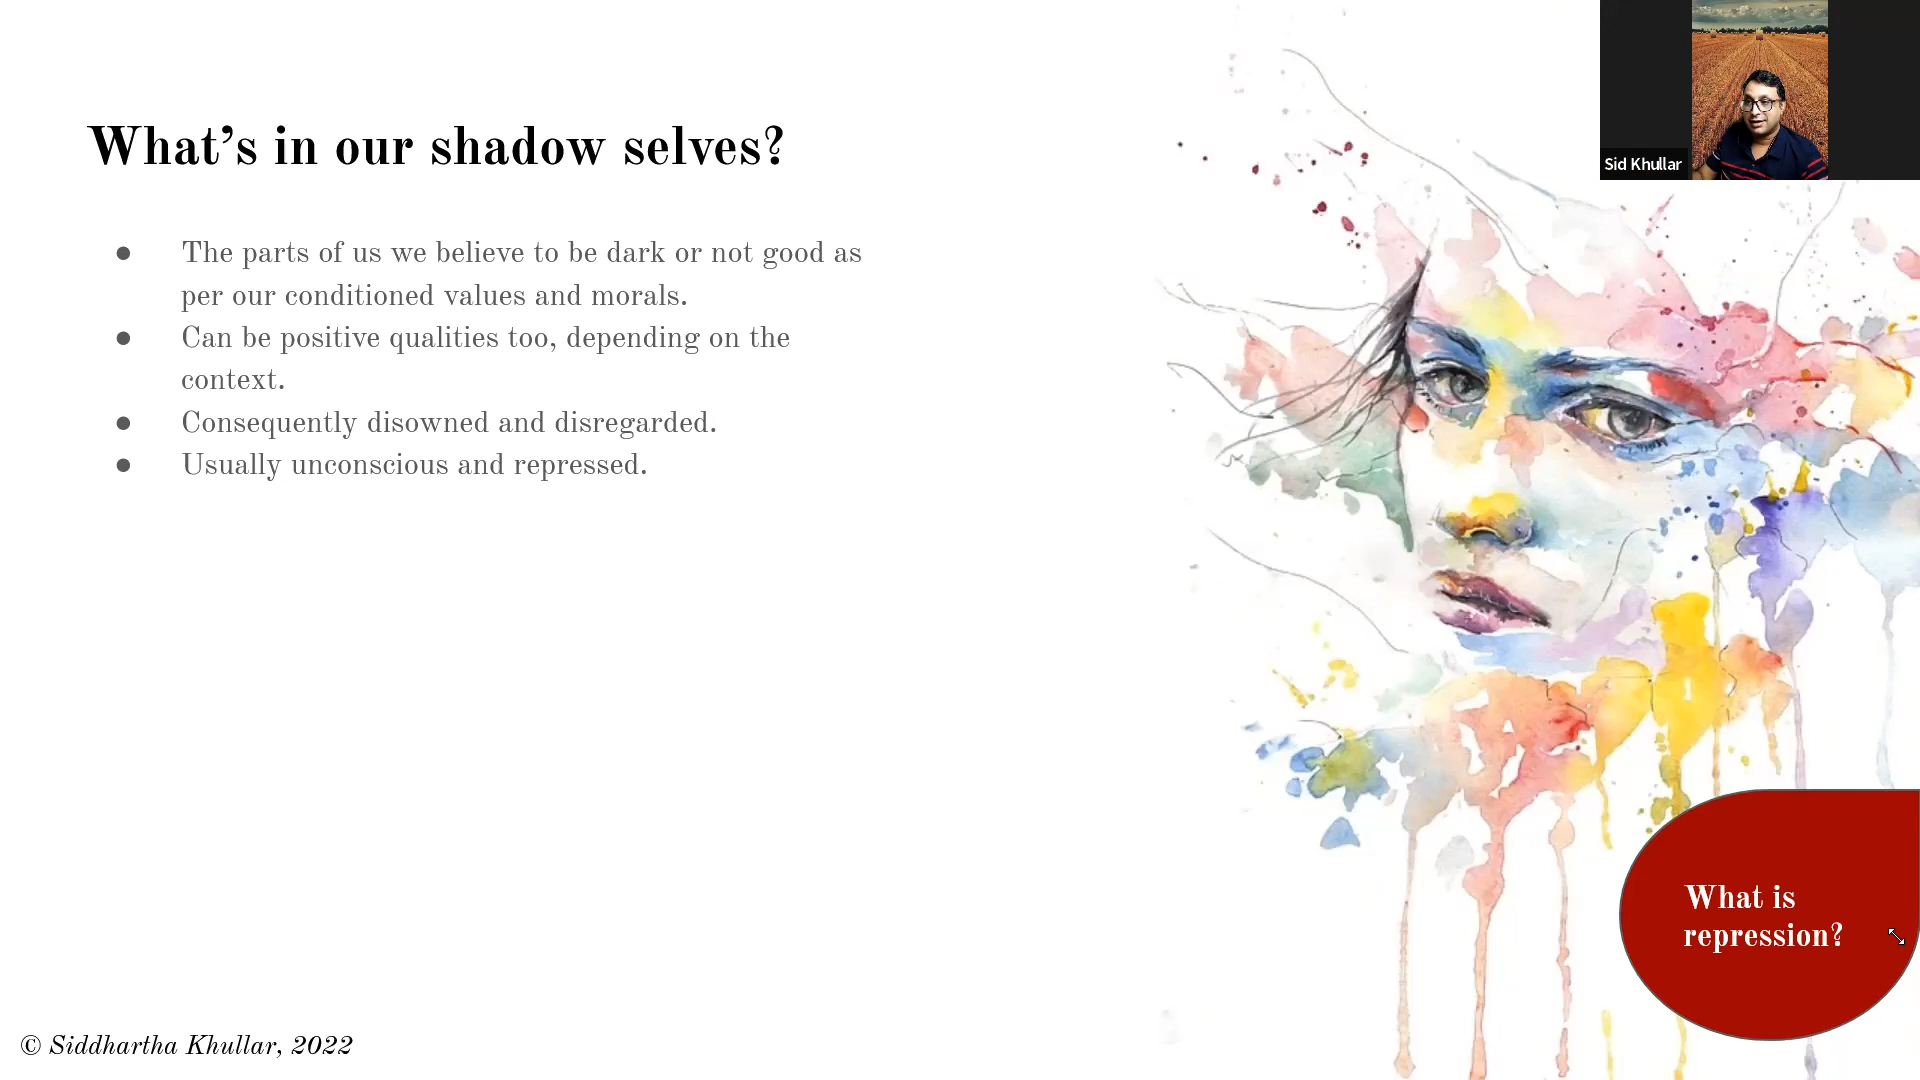 What’s in our shadow selves?
● The parts of us we believe to be dark or not good as
per our conditioned values and morals.
● Can be positive qualities too, depending on the
context.
● Consequently disowned and disregarded.
● Usually unconscious and repressed.
Sid Khullar
What is
repression?
© Siddhartha Khullar, 2022